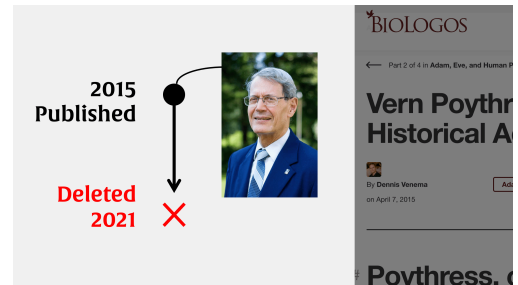 2015
Published
Deleted
2021
BIOLOGOS
← Part 2 of 4 in Adam, Eve, and Human P
Vern Poythr
Historical A
By Dennis Venema
Ada
on April 7, 2015
Poythress, c